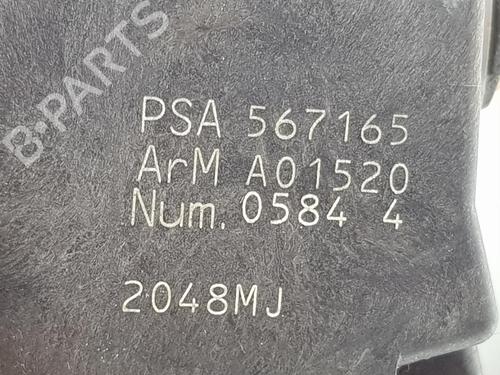 B-PARTS
PSA 567165
ArM A01520
Num. 0584 4
2048MJ